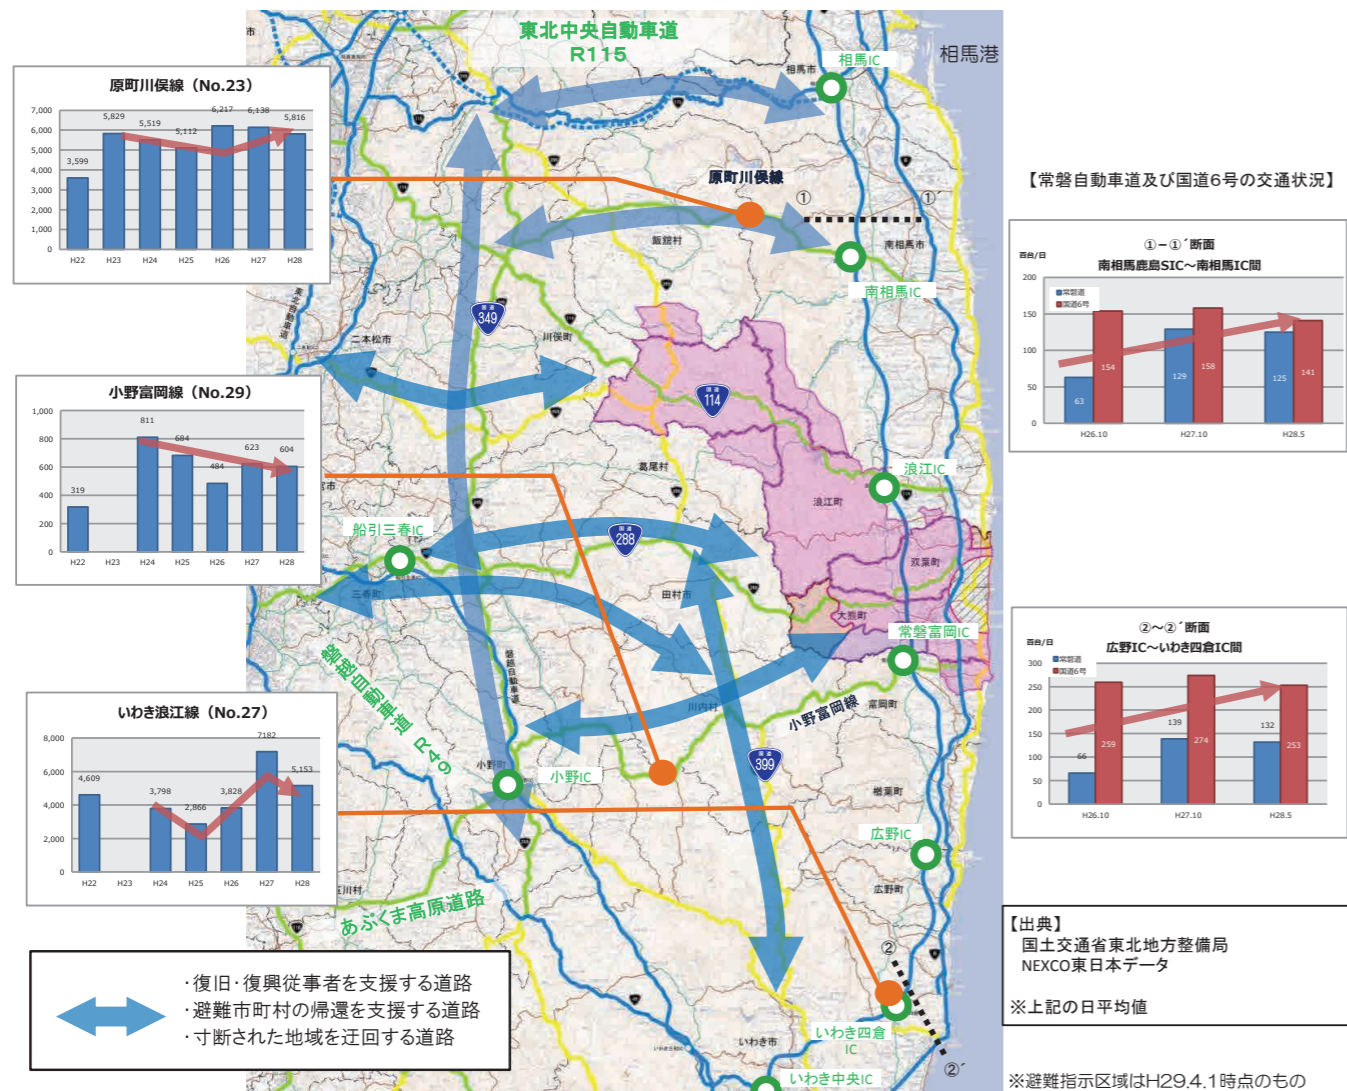 東北中央自動車道
R115
相馬港
相馬市
相馬IC
原町川俣線（No.23）
7,000
6,000
5,000
4,000
3,000
2,000
1,000
0
3,599
5,829
5,519
5,112
6,217
6,138
5,816
H22 H23 H24 H25 H26 H27 H28
原町川俣線
① ①´
飯舘村
南相馬市
南相馬IC
【常磐自動車道及び国道6号の交通状況】
①－①´断面
南相馬鹿島SIC～南相馬IC間
百台/日
200
150
100
50
0
常磐道
国道6号
63 154
129 158
125 141
H26.10 H27.10 H28.5
東北自動車道
二本松市
川俣町
国道
349
国道
114
小野富岡線（No.29）
1,000
800
600
400
200
0
319
811
684
484
623
604
H22 H23 H24 H25 H26 H27 H28
葛尾村
浪江町
浪江IC
船引三春IC
国道
288
三春町
田村市
双葉町
大熊町
常磐富岡IC
②～②´断面
広野IC～いわき四倉IC間
百台/日
300
250
200
150
100
50
0
常磐道
国道6号
66 259
139 274
132 253
H26.10 H27.10 H28.5
磐越自動車道 R49
磐越自動車道
川内村
小野富岡線
富岡町
いわき浪江線（No.27）
8,000
6,000
4,000
2,000
0
4,609
3,798
2,866
3,828
7182
5,153
H22 H23 H24 H25 H26 H27 H28
小野町
小野IC
国道
399
楢葉町
広野IC
広野町
あぶくま高原道路
②
②´
いわき四倉
IC
いわき市
いわき中央IC
・復旧・復興従事者を支援する道路
・避難市町村の帰還を支援する道路
・寸断された地域を迂回する道路
【出典】
国土交通省東北地方整備局
NEXCO東日本データ
※上記の日平均値
※避難指示区域はH29.4.1時点のもの